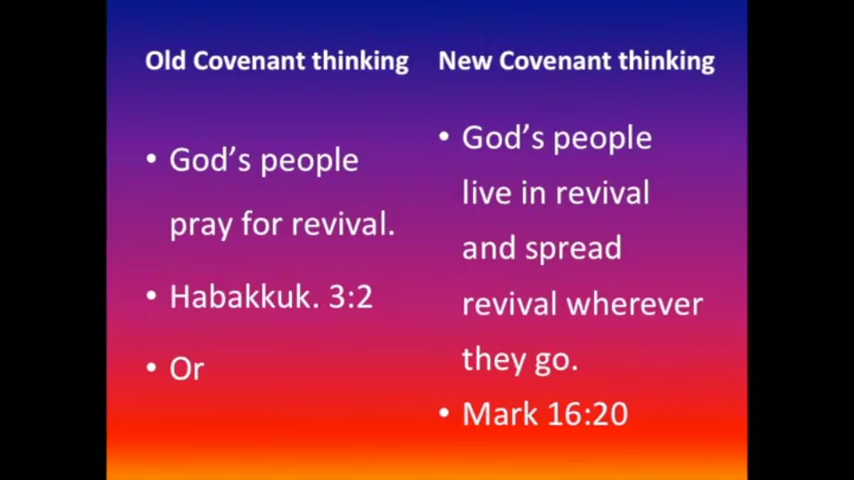 Old Covenant thinking
• God’s people
pray for revival.
• Habakkuk. 3:2
• Or
New Covenant thinking
• God’s people
live in revival
and spread
revival wherever
they go.
• Mark 16:20